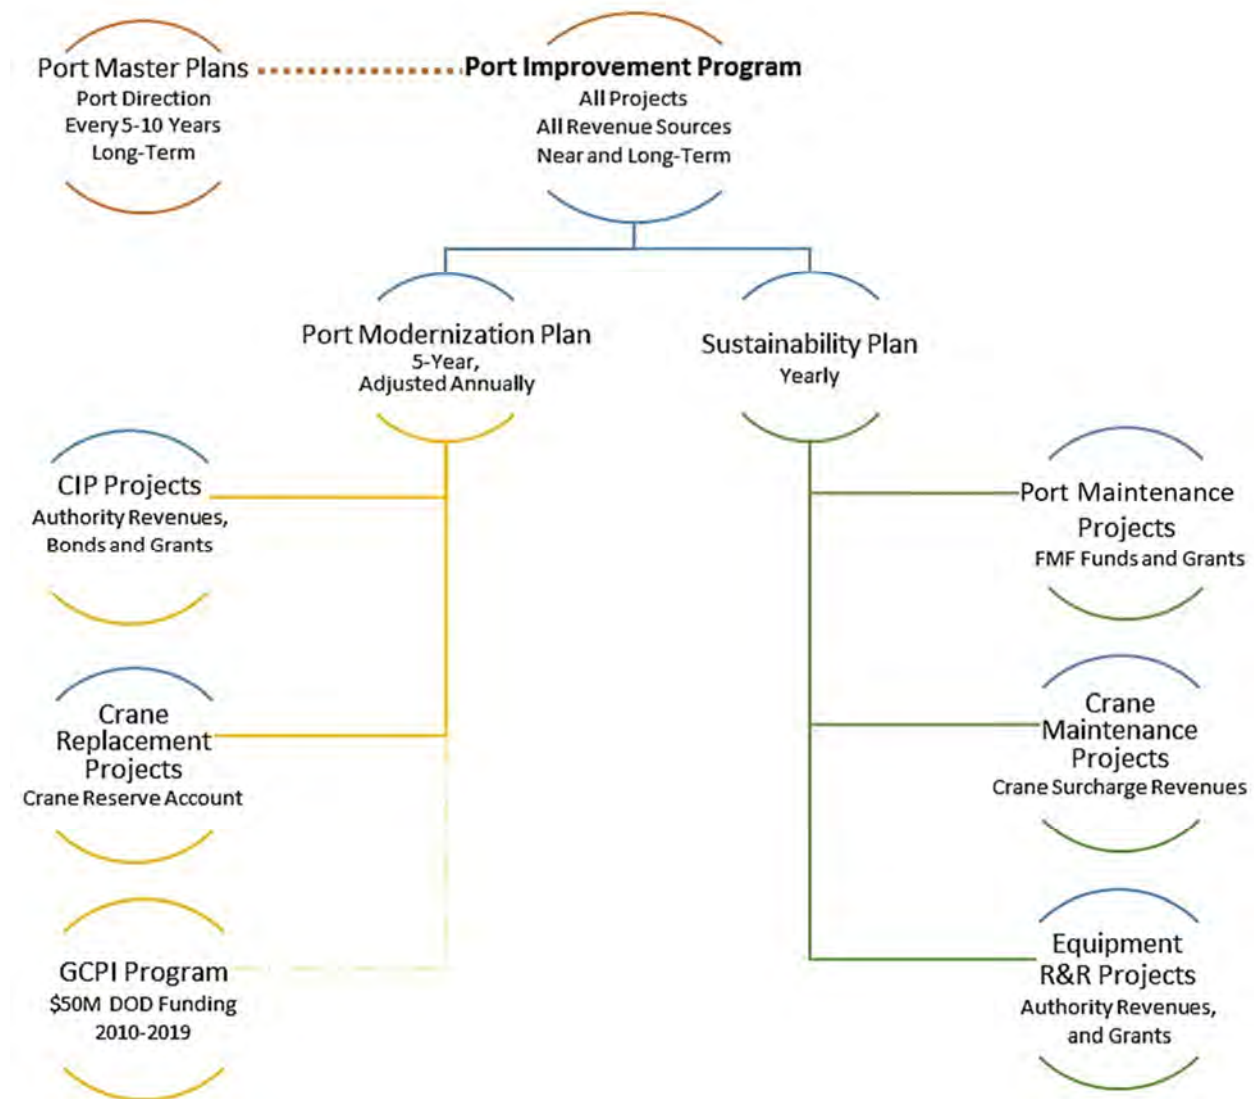 Port Master Plans
Port Direction
Every 5-10 Years
Long-Term
Port Improvement Program
All Projects
All Revenue Sources
Near and Long-Term
Port Modernization Plan
5-Year,
Adjusted Annually
Sustainability Plan
Yearly
CIP Projects
Authority Revenues,
Bonds and Grants
Crane
Replacement
Projects
Crane Reserve Account
GCPI Program
$50M DOD Funding
2010-2019
Port Maintenance
Projects
FMF Funds and Grants
Crane
Maintenance
Projects
Crane Surcharge Revenues
Equipment
R&R Projects
Authority Revenues,
and Grants